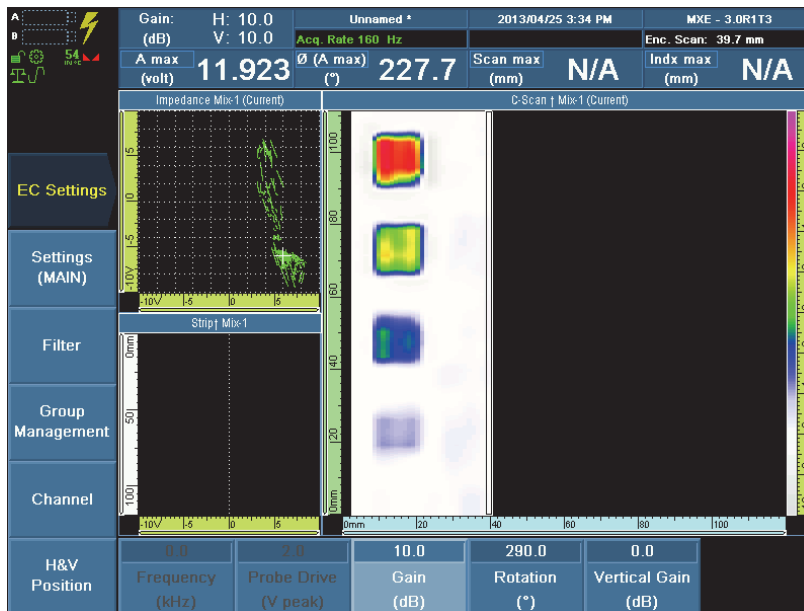 A
B
54
IN °C
Gain: H: 10.0
(dB) V: 10.0
Unnamed *
2013/04/25 3:34 PM
MXE - 3.0R1T3
Acq. Rate 160 Hz
Enc. Scan: 39.7 mm
A max
(volt)
11.923
Ø (A max)
(°)
227.7
Scan max
(mm)
N/A
Indx max
(mm)
N/A
Impedance Mix-1 (Current)
C-Scan † Mix-1 (Current)
EC Settings
Settings
(MAIN)
Filter
Group
Management
Channel
H&V
Position
|5
|0
|-5
-10V
-10V |-5 |0 |5
Strip† Mix-1
0mm
50|
100|
-10V |-5 |0 |5
|100
|80
|60
|40
|20
0mm
0mm |20 |40 |60 |80 |100
0.0
Frequency
(kHz)
2.0
Probe Drive
(V peak)
10.0
Gain
(dB)
290.0
Rotation
(°)
0.0
Vertical Gain
(dB)